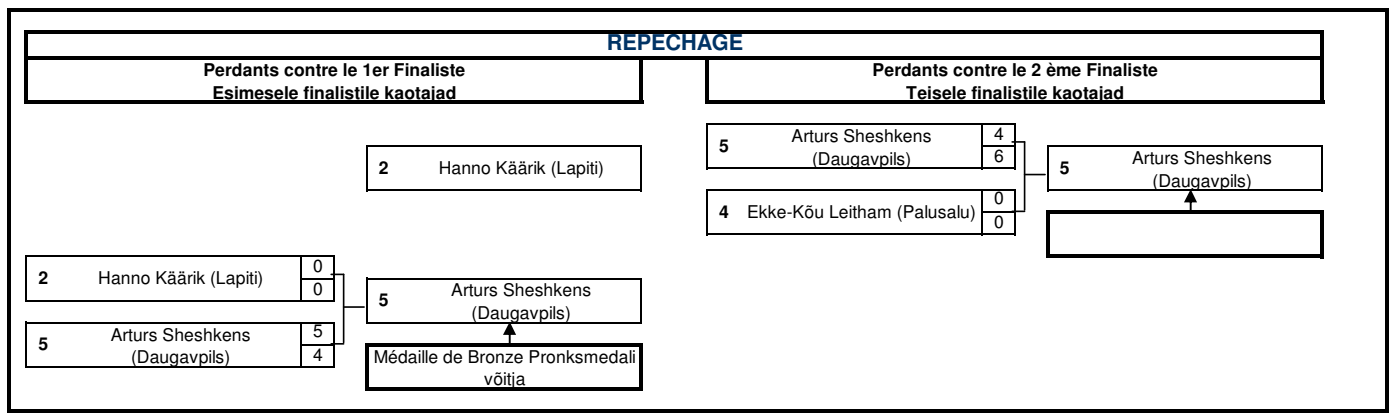 REPECHAGE
Perdants contre le 1er Finaliste
Esimesele finalistile kaotajad
Perdants contre le 2 ème Finaliste
Teisele finalistile kaotajad
2 Hanno Käärik (Lapiti)
5 Arturs Sheshkens
(Daugavpils)
4
6
4 Ekke-Kõu Leitham (Palusalu)
0
0
5 Arturs Sheshkens
(Daugavpils)
2 Hanno Käärik (Lapiti)
0
0
5 Arturs Sheshkens
(Daugavpils)
5
4
5 Arturs Sheshkens
(Daugavpils)
Médaille de Bronze Pronksmedali
võitja